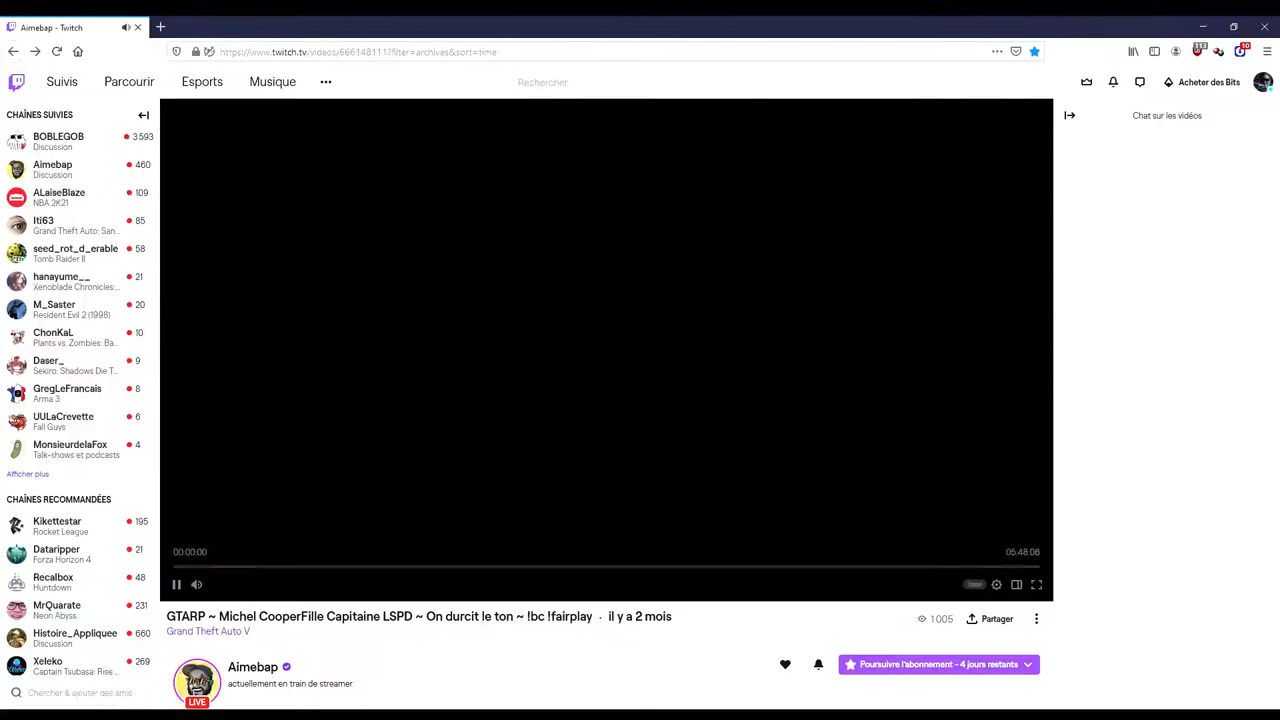 Aimebap - Twitch
https://www.twitch.tv/videos/666148111?filter=archives&sort=time
113
10
Suivis
Parcourir
Esports
Musique
Rechercher
Acheter des Bits
CHAÎNES SUIVIES
BOBLEGOB
3 593
Discussion
Aimebap
460
Discussion
ALaiseBlaze
109
NBA 2K21
Iti63
85
Grand Theft Auto: San...
seed_rot_d_erable
58
Tomb Raider II
hanayume__
21
Xenoblade Chronicles:...
M_Saster
20
Resident Evil 2 (1998)
ChonKaL
10
Plants vs. Zombies: Ba...
Daser_
9
Sekiro: Shadows Die T...
GregLeFrancais
8
Arma 3
UULaCrevette
6
Fall Guys
MonsieurdelaFox
4
Talk-shows et podcasts
Afficher plus
CHAÎNES RECOMMANDÉES
Kikettestar
195
Rocket League
Dataripper
21
Forza Horizon 4
Recalbox
48
Huntdown
MrQuarate
231
Neon Abyss
Histoire_Appliquee
660
Discussion
Xeleko
269
Captain Tsubasa: Rise...
Chercher & ajouter des amis
00:00:00
05:48:06
GTARP ~ Michel CooperFille Capitaine LSPD ~ On durcit le ton ~ !bc !fairplay · il y a 2 mois
Grand Theft Auto V
1 005
Partager
Aimebap
actuellement en train de streamer
LIVE
Poursuivre l'abonnement – 4 jours restants
Chat sur les vidéos